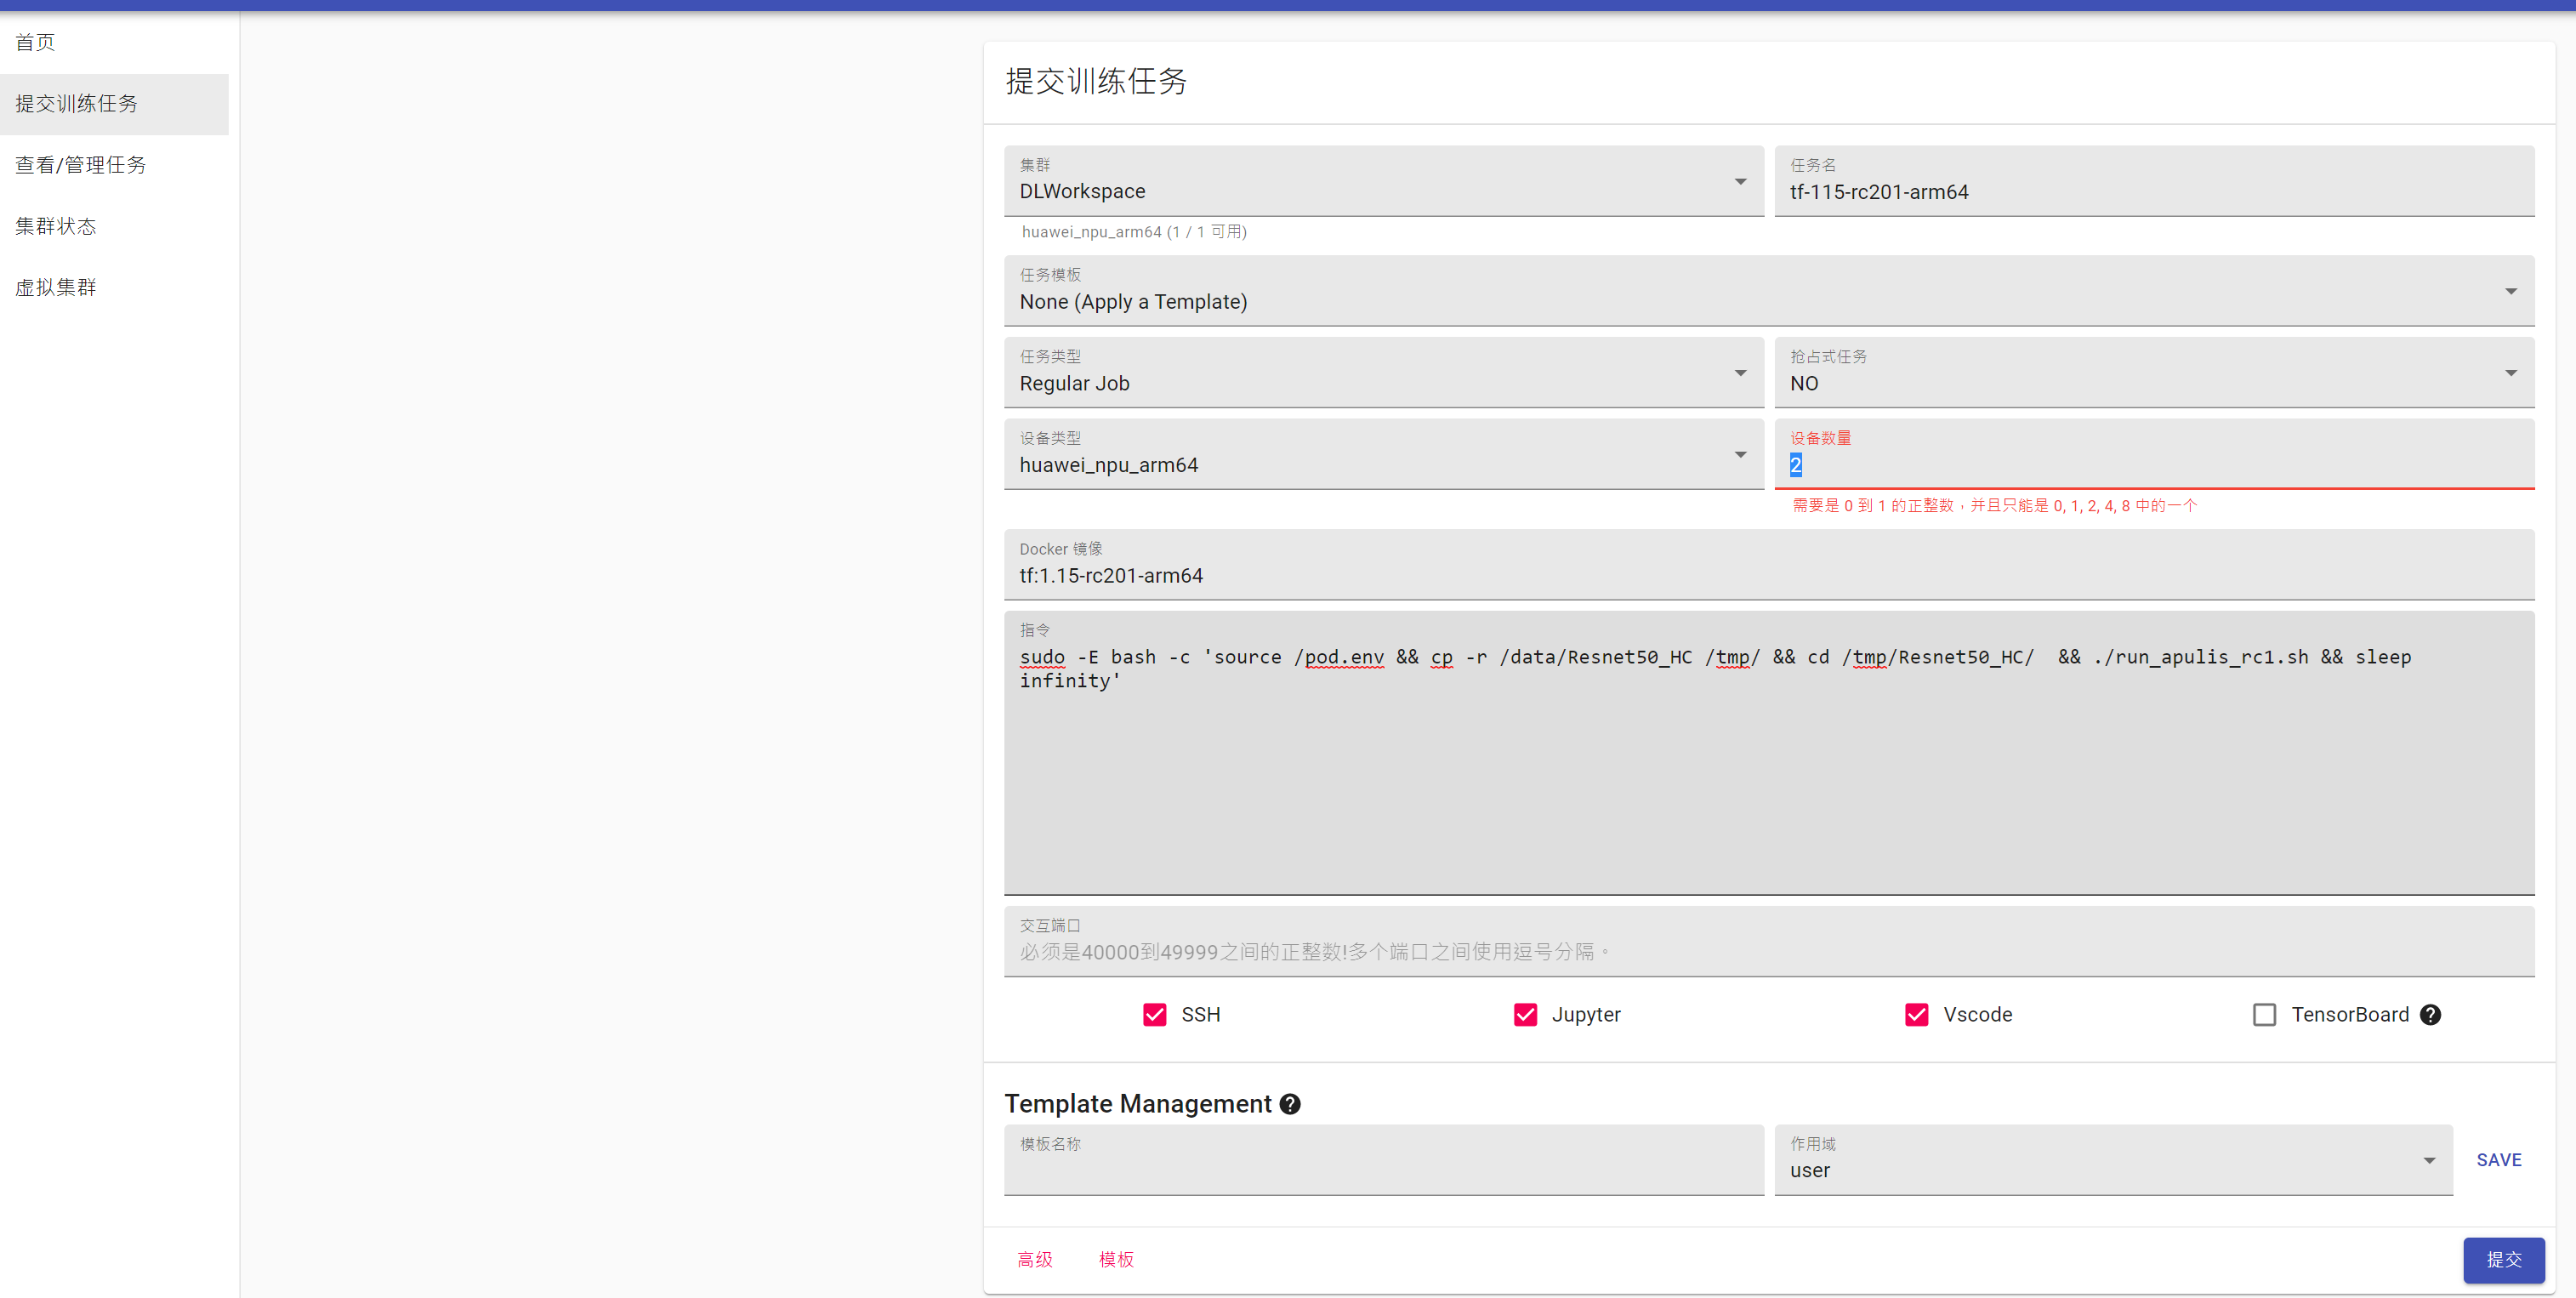 首页
提交训练任务
查看/管理任务
集群状态
虚拟集群
提交训练任务
集群
DLWorkspace
huawei_npu_arm64 (1 / 1 可用)
任务名
tf-115-rc201-arm64
任务模板
None (Apply a Template)
任务类型
Regular Job
抢占式任务
NO
设备类型
huawei_npu_arm64
设备数量
2
需要是 0 到 1 的正整数，并且只能是 0, 1, 2, 4, 8 中的一个
Docker 镜像
tf:1.15-rc201-arm64
指令
sudo -E bash -c 'source /pod.env && cp -r /data/Resnet50_HC /tmp/ && cd /tmp/Resnet50_HC/  && ./run_apulis_rc1.sh && sleep
infinity'
交互端口
必须是40000到49999之间的正整数!多个端口之间使用逗号分隔。
SSH
Jupyter
Vscode
TensorBoard ?
Template Management ?
模板名称
作用域
user
SAVE
高级
模板
提交